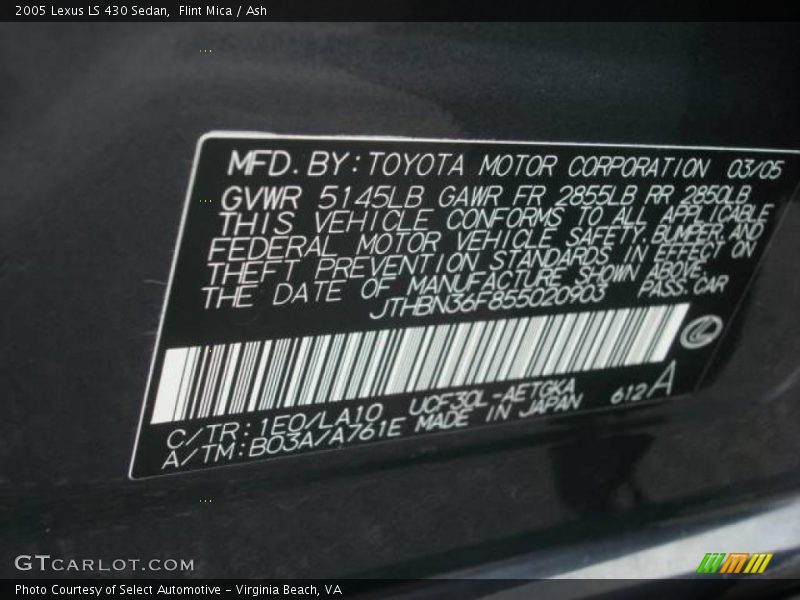 2005 Lexus LS 430 Sedan,  Flint Mica / Ash
MFD. BY: TOYOTA MOTOR CORPORATION 03/05
GVWR 5145LB GAWR FR 2855LB RR 2850LB
THIS VEHICLE CONFORMS TO ALL APPLICABLE
FEDERAL MOTOR VEHICLE SAFETY, BUMPER, AND
THEFT PREVENTION STANDARDS IN EFFECT ON
THE DATE OF MANUFACTURE SHOWN ABOVE.
JTHBN36F855020903 PASS. CAR
C/TR: 1E0/LA10 UCF30L-AETGKA 612 A
A/TM: B03A/A761E MADE IN JAPAN
GTCARLOT.COM
Photo Courtesy of Select Automotive – Virginia Beach, VA